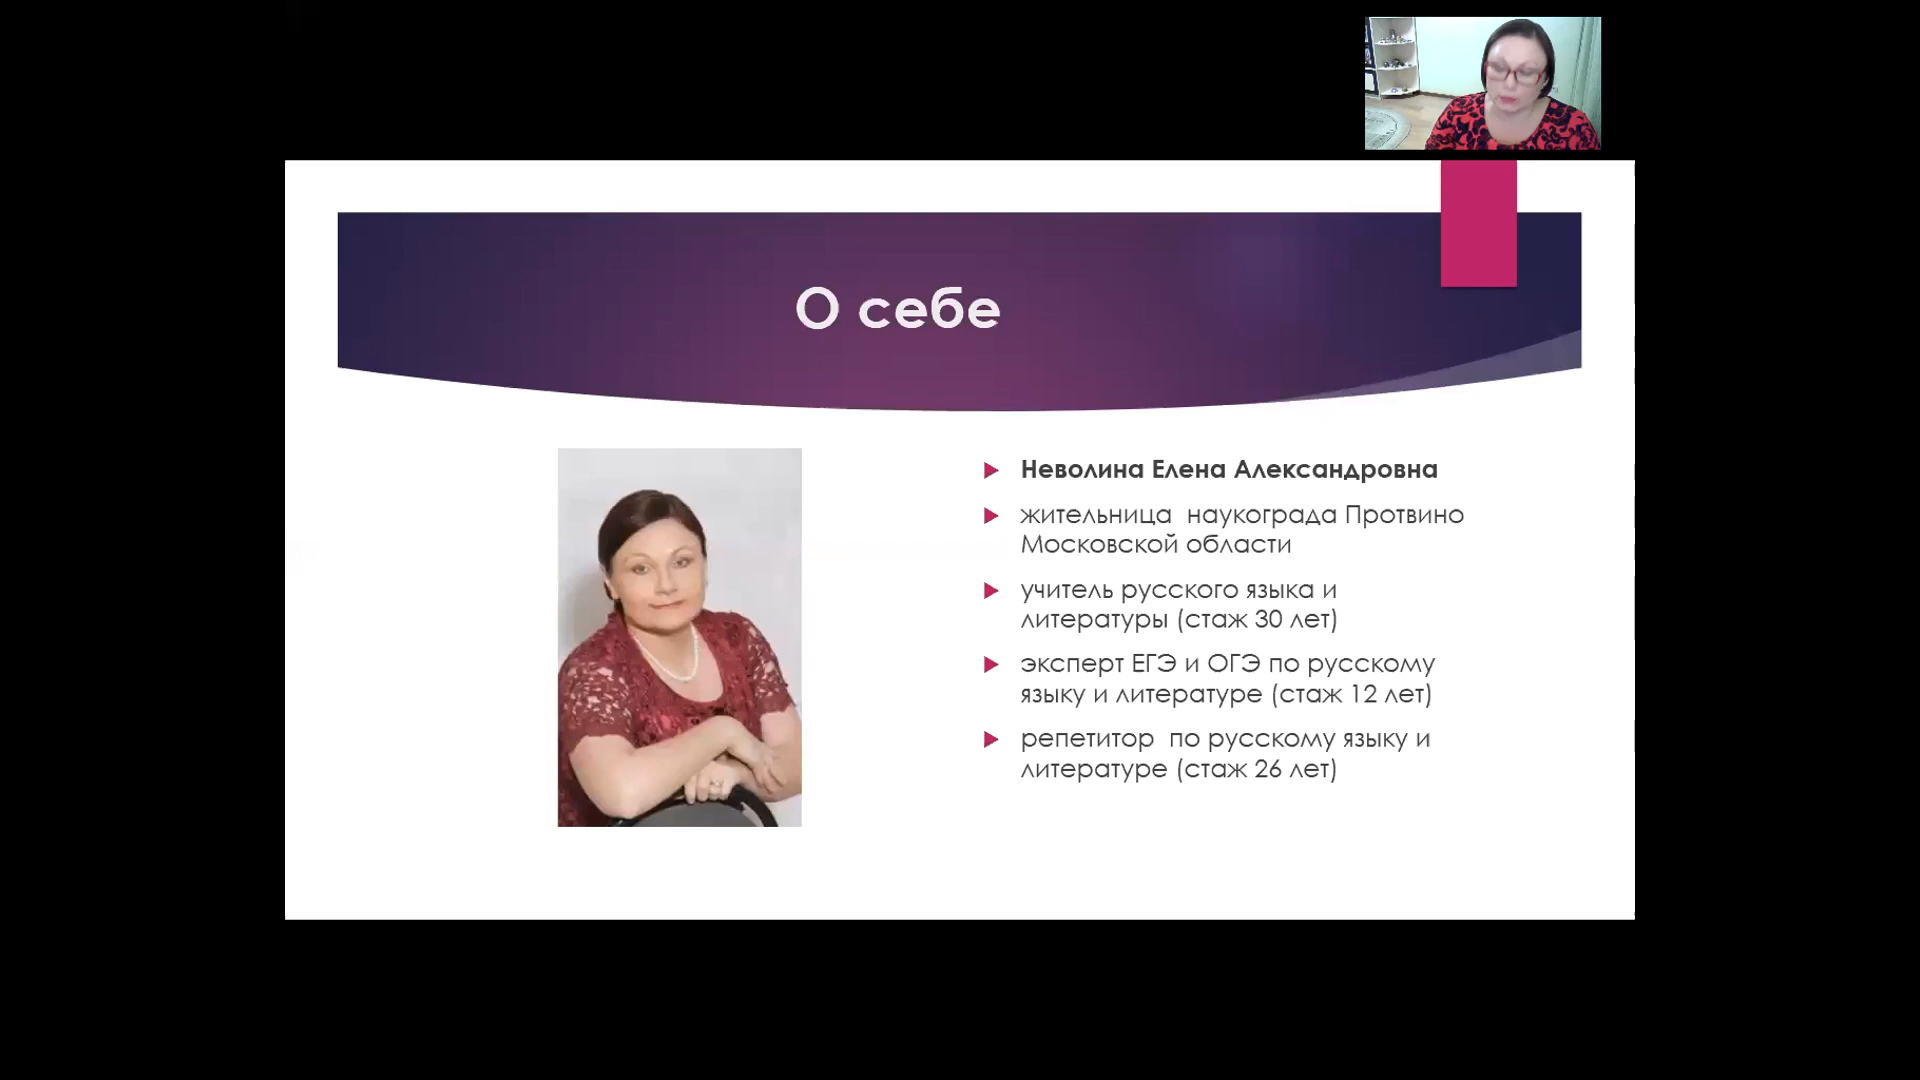 О себе
Неволина Елена Александровна
жительница  наукограда Протвино
Московской области
учитель русского языка и
литературы (стаж 30 лет)
эксперт ЕГЭ и ОГЭ по русскому
языку и литературе (стаж 12 лет)
репетитор  по русскому языку и
литературе (стаж 26 лет)